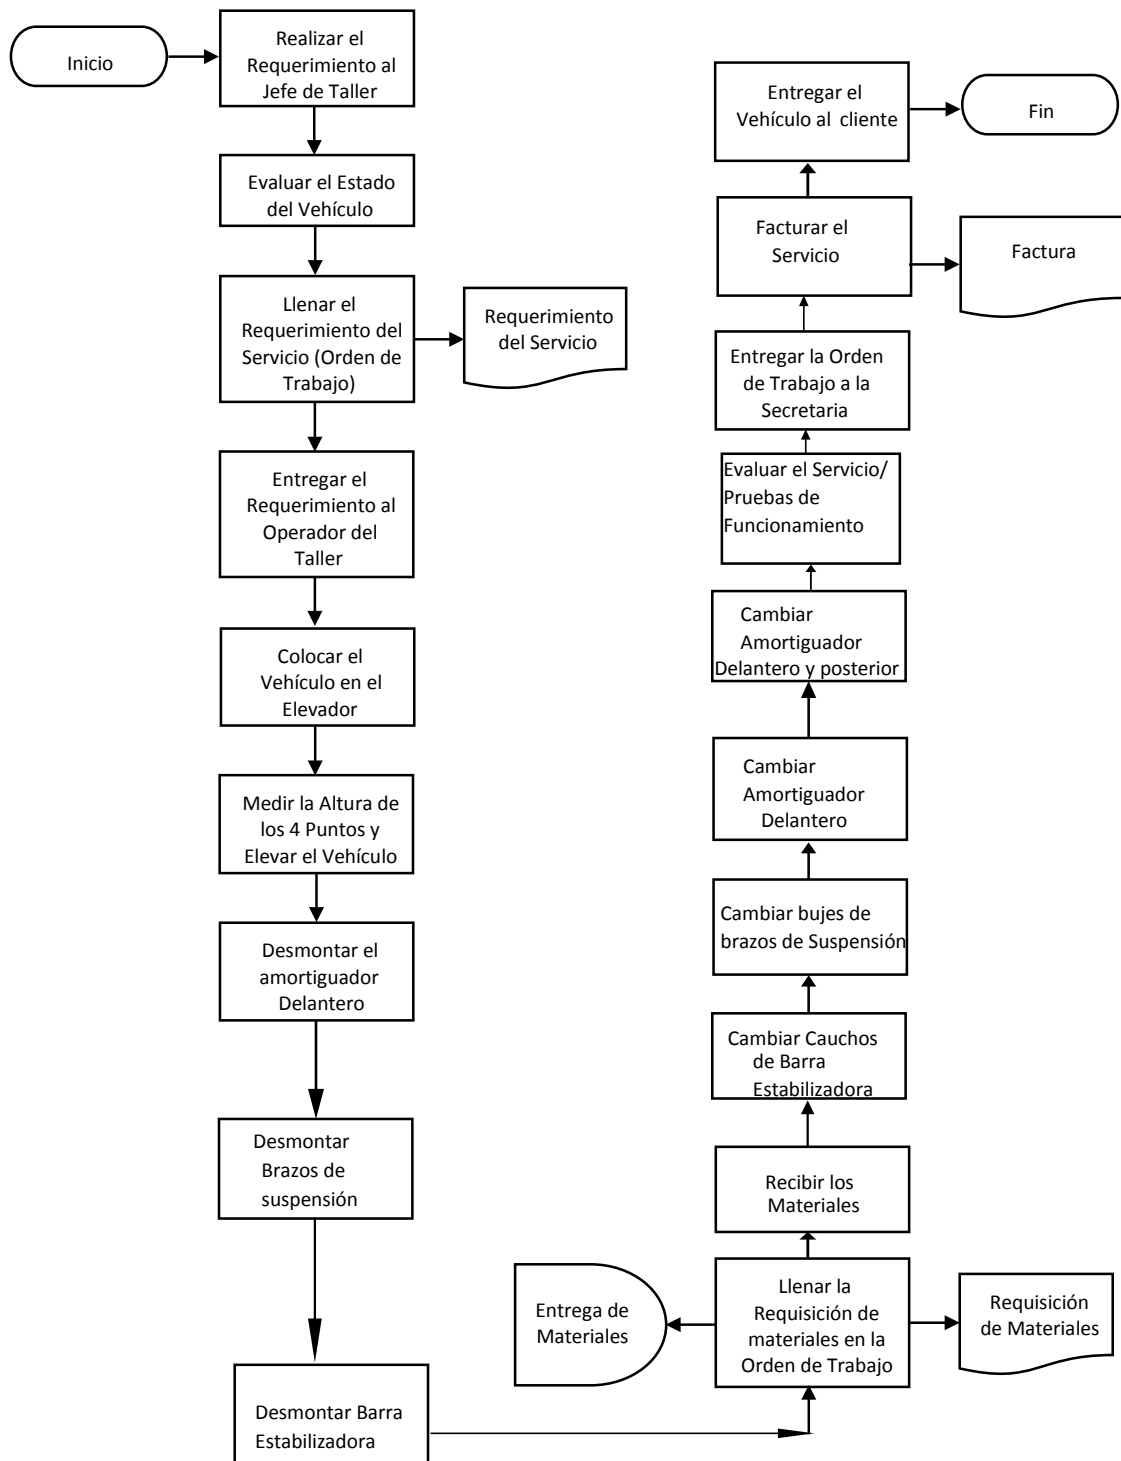 Inicio
Realizar el
Requerimiento al
Jefe de Taller
Evaluar el Estado
del Vehículo
Llenar el
Requerimiento del
Servicio (Orden de
Trabajo)
Requerimiento
del Servicio
Entregar el
Requerimiento al
Operador del
Taller
Colocar el
Vehículo en el
Elevador
Medir la Altura de
los 4 Puntos y
Elevar el Vehículo
Desmontar el
amortiguador
Delantero
Desmontar
Brazos de
suspensión
Desmontar Barra
Estabilizadora
Llenar la
Requisición de
materiales en la
Orden de Trabajo
Entrega de
Materiales
Requisición
de Materiales
Recibir los
Materiales
Cambiar Cauchos
de Barra
Estabilizadora
Cambiar bujes de
brazos de Suspensión
Cambiar
Amortiguador
Delantero
Cambiar
Amortiguador
Delantero y posterior
Evaluar el Servicio/
Pruebas de
Funcionamiento
Entregar la Orden
de Trabajo a la
Secretaria
Facturar el
Servicio
Factura
Entregar el
Vehículo al cliente
Fin